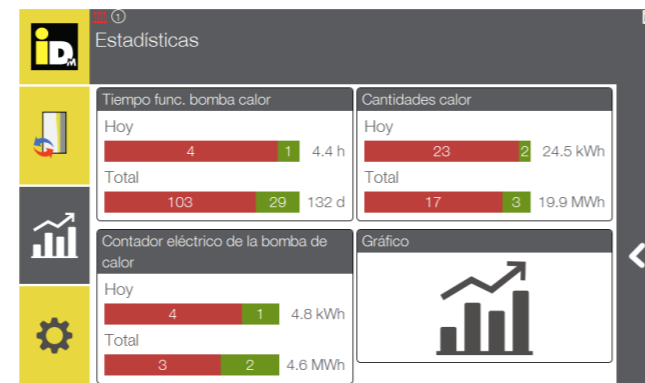 iDM
①
Estadísticas
Tiempo func. bomba calor
Hoy
4 1 4.4 h
Total
103 29 132 d
Cantidades calor
Hoy
23 2 24.5 kWh
Total
17 3 19.9 MWh
Contador eléctrico de la bomba de
calor
Hoy
4 1 4.8 kWh
Total
3 2 4.6 MWh
Gráfico